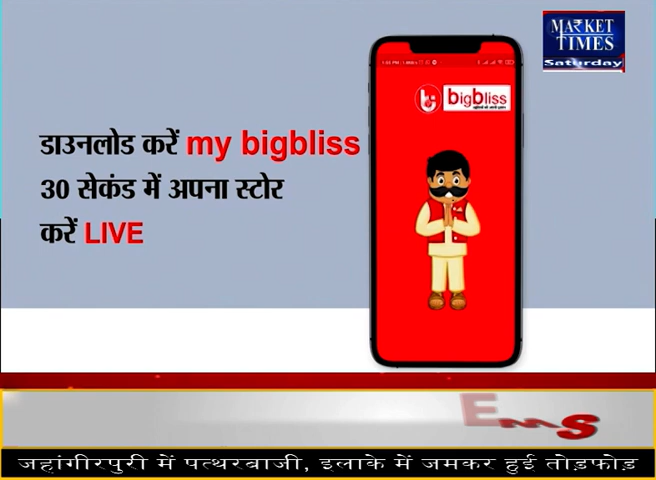 MARKET
TIMES
Saturday
bigbliss
डाउनलोड करें my bigbliss
30 सेकंड में अपना स्टोर
करें LIVE
EMS
जहांगीरपुरी में पत्थरबाजी, इलाके में जमकर हुई तोड़फोड़